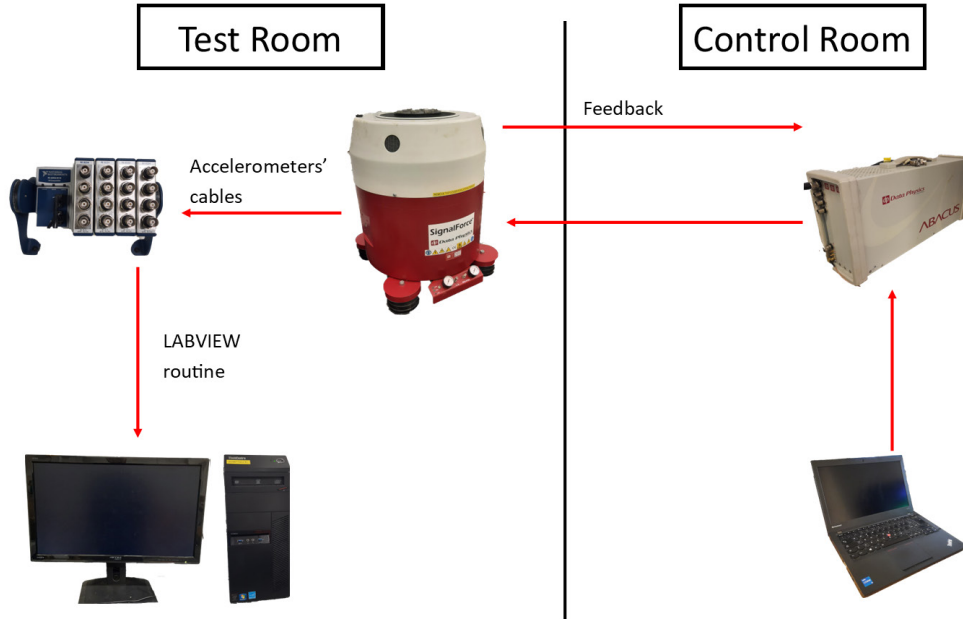 Test Room
Control Room
Feedback
Accelerometers’
cables
SignalForce
Data Physics
Data Physics
ABACUS
LABVIEW
routine